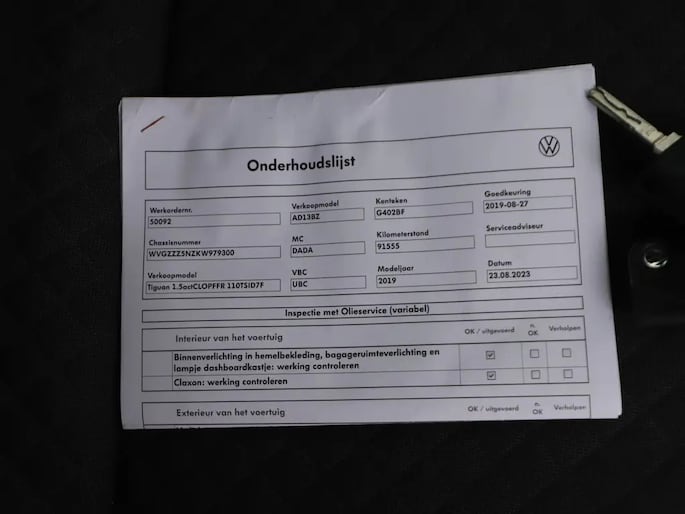 Onderhoudslijst
Werkordernr. Verkoopmodel Kenteken Goedkeuring
50092 AD13BZ G402BF 2019-08-27
Chassisnummer MC Kilometerstand Serviceadviseur
WVGZZZ5NZKW979300 DADA 91555
Verkoopmodel VBC Modeljaar Datum
Tiguan 1.5actCLOPFFR 110TSID7F UBC 2019 23.08.2023
Inspectie met Olieservice (variabel)
Interieur van het voertuig OK / uitgevoerd n. OK Verholpen
Binnenverlichting in hemelbekleding, bagageruimteverlichting en
lampje dashboardkastje: werking controleren
Claxon: werking controleren
Exterieur van het voertuig OK / uitgevoerd n. OK Verholpen